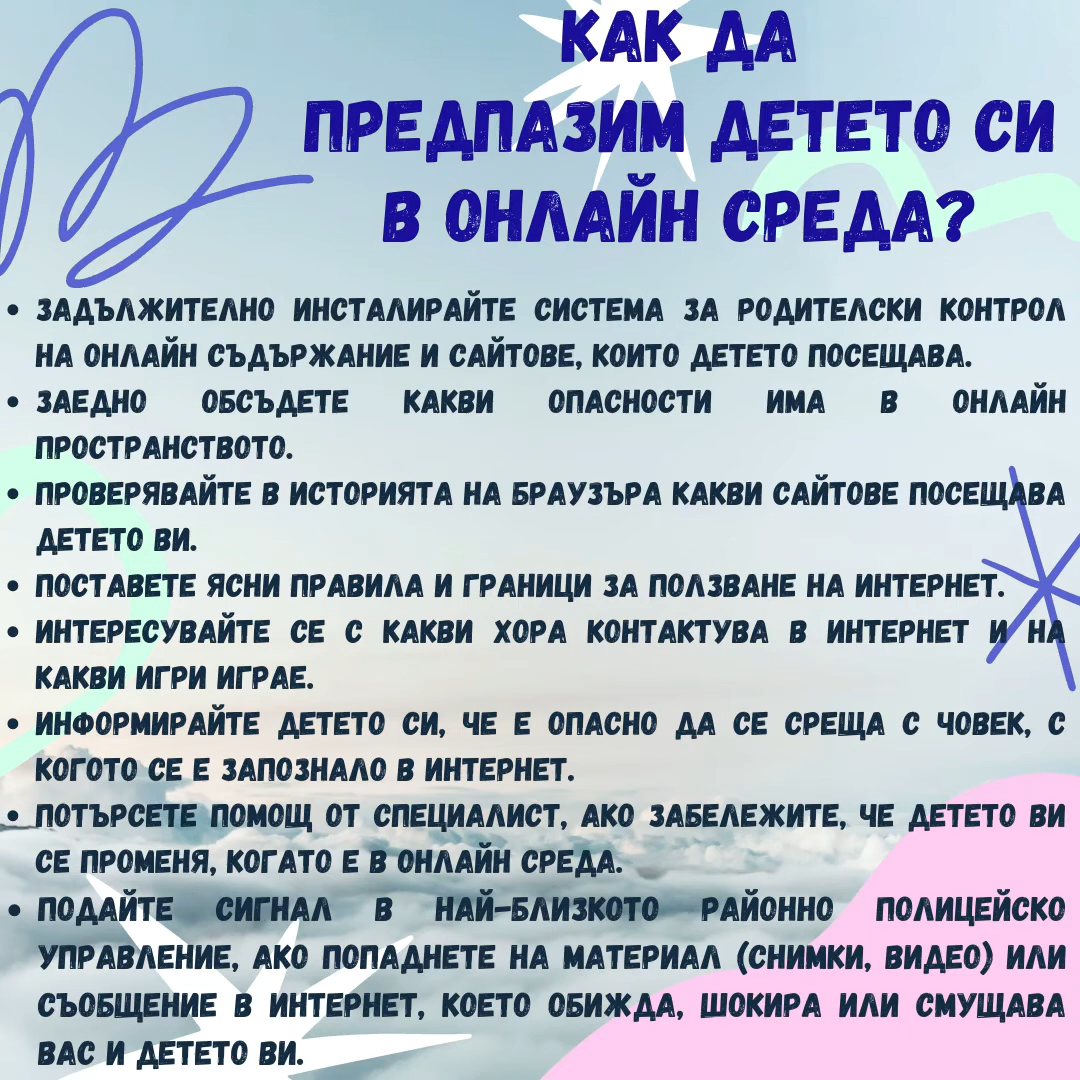 КАК ДА
ПРЕДПАЗИМ ДЕТЕТО СИ
В ОНЛАЙН СРЕДА?
• ЗАДЪЛЖИТЕЛНО ИНСТАЛИРАЙТЕ СИСТЕМА ЗА РОДИТЕЛСКИ КОНТРОЛ
НА ОНЛАЙН СЪДЪРЖАНИЕ И САЙТОВЕ, КОИТО ДЕТЕТО ПОСЕЩАВА.
• ЗАЕДНО ОБСЪДЕТЕ КАКВИ ОПАСНОСТИ ИМА В ОНЛАЙН
ПРОСТРАНСТВОТО.
• ПРОВЕРЯВАЙТЕ В ИСТОРИЯТА НА БРАУЗЪРА КАКВИ САЙТОВЕ ПОСЕЩАВА
ДЕТЕТО ВИ.
• ПОСТАВЕТЕ ЯСНИ ПРАВИЛА И ГРАНИЦИ ЗА ПОЛЗВАНЕ НА ИНТЕРНЕТ.
• ИНТЕРЕСУВАЙТЕ СЕ С КАКВИ ХОРА КОНТАКТУВА В ИНТЕРНЕТ И НА
КАКВИ ИГРИ ИГРАЕ.
• ИНФОРМИРАЙТЕ ДЕТЕТО СИ, ЧЕ Е ОПАСНО ДА СЕ СРЕЩА С ЧОВЕК, С
КОГОТО СЕ Е ЗАПОЗНАЛО В ИНТЕРНЕТ.
• ПОТЪРСЕТЕ ПОМОЩ ОТ СПЕЦИАЛИСТ, АКО ЗАБЕЛЕЖИТЕ, ЧЕ ДЕТЕТО ВИ
СЕ ПРОМЕНЯ, КОГАТО Е В ОНЛАЙН СРЕДА.
• ПОДАЙТЕ СИГНАЛ В НАЙ-БЛИЗКОТО РАЙОННО ПОЛИЦЕЙСКО
УПРАВЛЕНИЕ, АКО ПОПАДНЕТЕ НА МАТЕРИАЛ (СНИМКИ, ВИДЕО) ИЛИ
СЪОБЩЕНИЕ В ИНТЕРНЕТ, КОЕТО ОБИЖДА, ШОКИРА ИЛИ СМУЩАВА
ВАС И ДЕТЕТО ВИ.